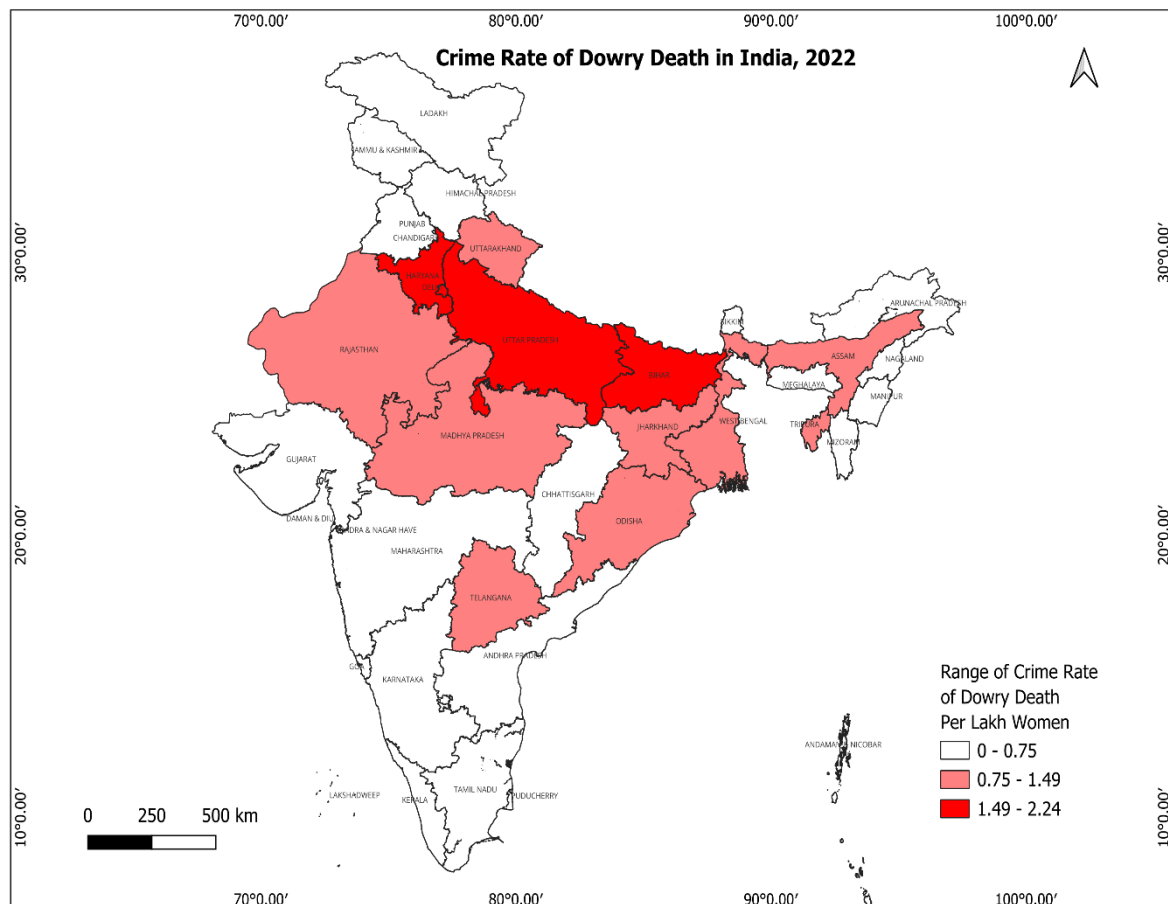 70°0.00′ 80°0.00′ 90°0.00′ 100°0.00′
Crime Rate of Dowry Death in India, 2022
LADAKH
JAMMU & KASHMIR
HIMACHAL PRADESH
PUNJAB
CHANDIGAR
30°0.00′
30°0.00′
UTTARAKHAND
HARYANA
DEL
ARUNACHAL PRADESH
SIKKIM
UTTAR PRADESH
RAJASTHAN
ASSAM
NAGALAND
BIHAR
MEGHALAYA
MANIPUR
WEST BENGAL
TRIPURA
JHARKHAND
MADHYA PRADESH
MIZORAM
GUJARAT
CHHATTISGARH
DAMAN & DIU
ODISHA
20°0.00′
20°0.00′
DRA & NAGAR HAVE
MAHARASHTRA
TELANGANA
ANDHRA PRADESH
GOA
KARNATAKA
Range of Crime Rate
of Dowry Death
Per Lakh Women
0 - 0.75
0.75 - 1.49
1.49 - 2.24
ANDAMAN & NICOBAR
TAMIL NADU
LAKSHADWEEP
KERALA
PUDUCHERRY
10°0.00′
10°0.00′
0 250 500 km
70°0.00′ 80°0.00′ 90°0.00′ 100°0.00′